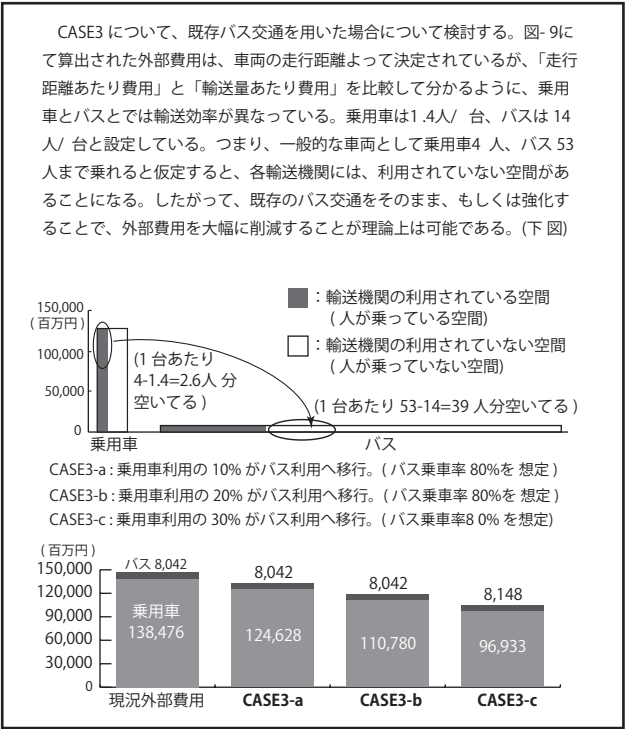 CASE3 について、既存バス交通を用いた場合について検討する。図- 9に
て算出された外部費用は、車両の走行距離よって決定されているが、「走行
距離あたり費用」と「輸送量あたり費用」を比較して分かるように、乗用
車とバスとでは輸送効率が異なっている。乗用車は1 .4人/ 台、バスは 14
人/ 台と設定している。つまり、一般的な車両として乗用車4 人、バス 53
人まで乗れると仮定すると、各輸送機関には、利用されていない空間があ
ることになる。したがって、既存のバス交通をそのまま、もしくは強化す
ることで、外部費用を大幅に削減することが理論上は可能である。(下 図)
150,000
( 百万円 )
100,000
50,000
0
：輸送機関の利用されている空間
( 人が乗っている空間)
：輸送機関の利用されていない空間
( 人が乗っていない空間)
(1 台あたり
4-1.4=2.6人 分
空いてる )
(1 台あたり 53-14=39 人分空いてる )
乗用車
バス
CASE3-a : 乗用車利用の 10% がバス利用へ移行。( バス乗車率 80%を 想定 )
CASE3-b : 乗用車利用の 20% がバス利用へ移行。( バス乗車率 80%を 想定 )
CASE3-c : 乗用車利用の 30% がバス利用へ移行。( バス乗車率8 0% を想定)
( 百万円 )
150,000
120,000
90,000
60,000
30,000
0
バス 8,042
乗用車
138,476
8,042
124,628
8,042
110,780
8,148
96,933
現況外部費用
CASE3-a
CASE3-b
CASE3-c